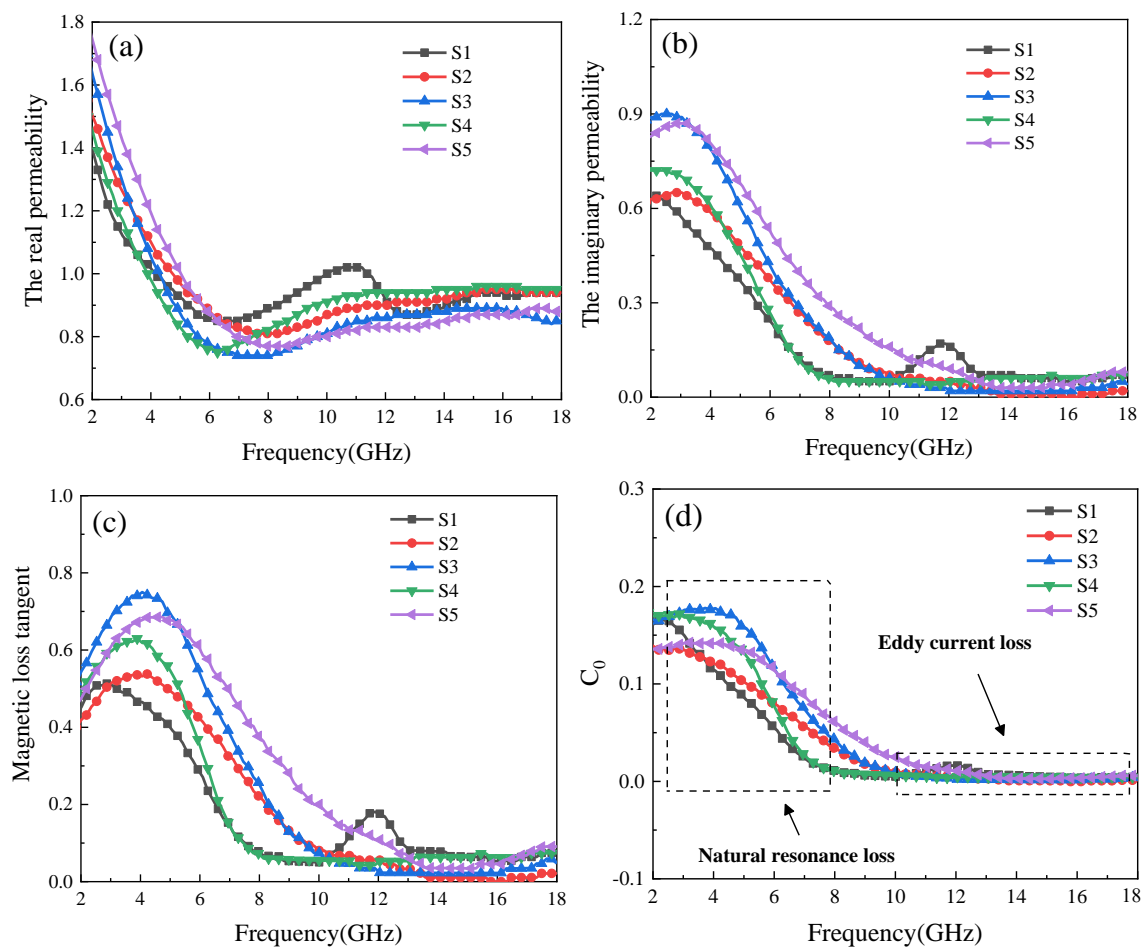 (a)
S1
S2
S3
S4
S5
1.8
1.6
1.4
1.2
1.0
0.8
0.6
The real permeability
2 4 6 8 10 12 14 16 18
Frequency(GHz)
(b)
S1
S2
S3
S4
S5
1.2
0.9
0.6
0.3
0.0
The imaginary permeability
2 4 6 8 10 12 14 16 18
Frequency(GHz)
(c)
S1
S2
S3
S4
S5
1.0
0.8
0.6
0.4
0.2
0.0
Magnetic loss tangent
2 4 6 8 10 12 14 16 18
Frequency(GHz)
(d)
S1
S2
S3
S4
S5
0.3
0.2
0.1
0.0
-0.1
C0
Eddy current loss
Natural resonance loss
2 4 6 8 10 12 14 16 18
Frequency(GHz)